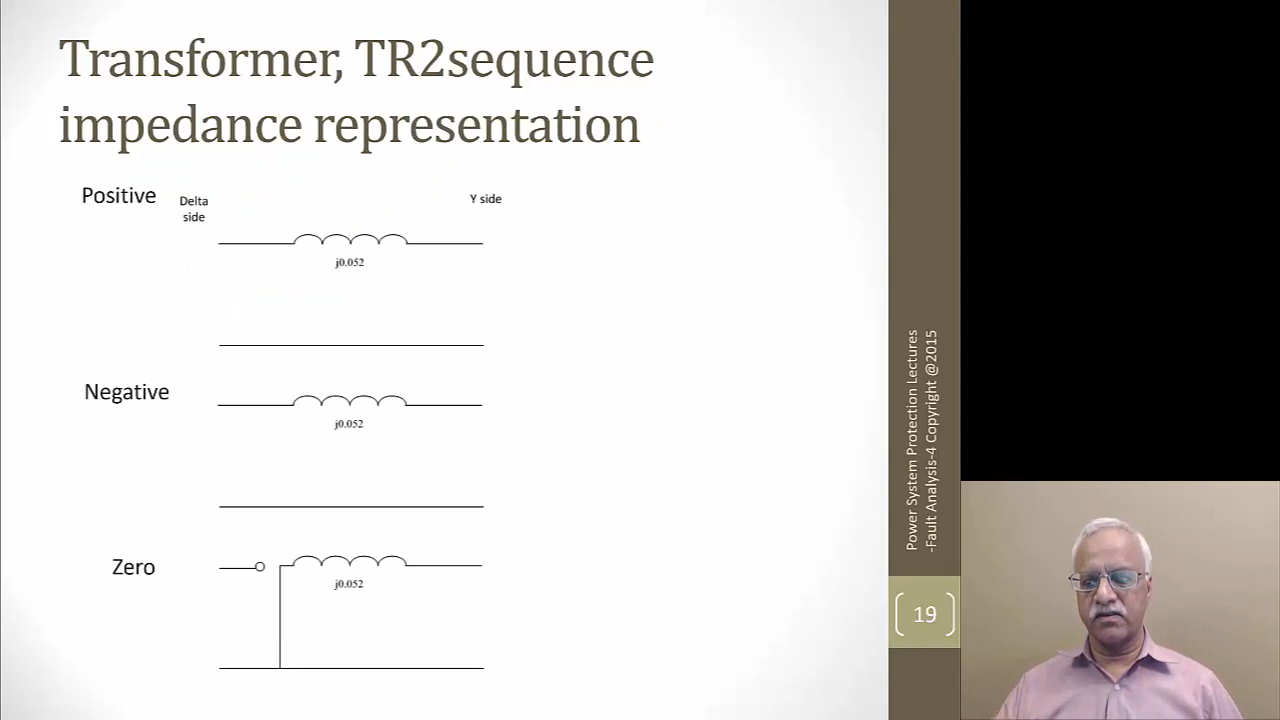 Transformer, TR2sequence
impedance representation
Positive
Delta
side
Y side
j0.052
Negative
j0.052
Zero
j0.052
Power System Protection Lectures
-Fault Analysis-4 Copyright @2015
19